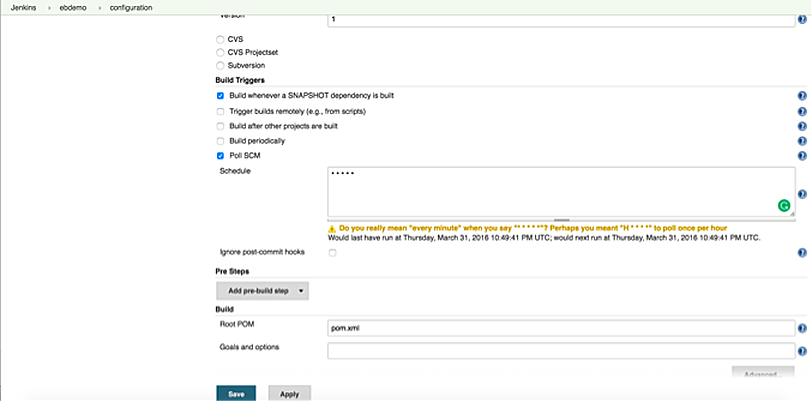 Jenkins › ebdemo › configuration
Version 1
CVS
CVS Projectset
Subversion
Build Triggers
Build whenever a SNAPSHOT dependency is built
Trigger builds remotely (e.g., from scripts)
Build after other projects are built
Build periodically
Poll SCM
Schedule * * * * *
Do you really mean "every minute" when you say "* * * * *"? Perhaps you meant "H * * * *" to poll once per hour
Would last have run at Thursday, March 31, 2016 10:49:41 PM UTC; would next run at Thursday, March 31, 2016 10:49:41 PM UTC.
Ignore post-commit hooks
Pre Steps
Add pre-build step
Build
Root POM pom.xml
Goals and options
Advanced...
Save Apply